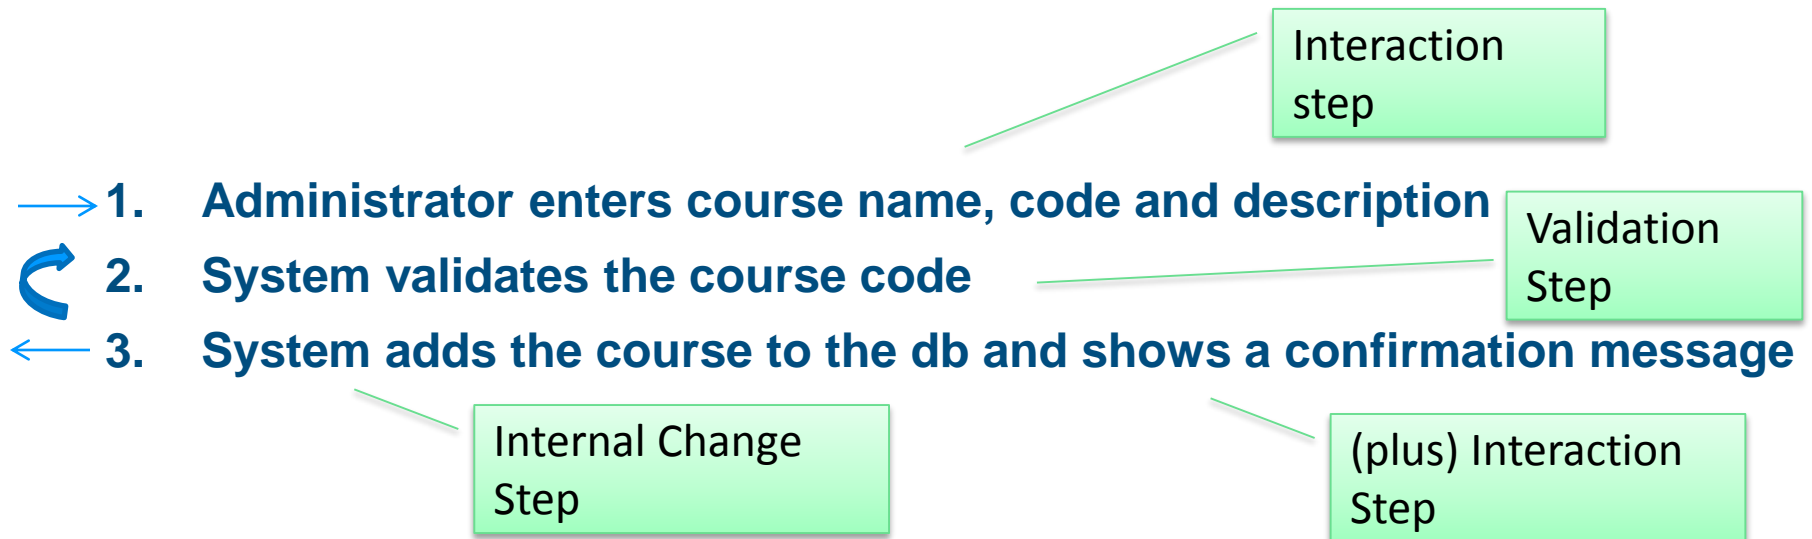 Interaction
step
1. Administrator enters course name, code and description
Validation
Step
2. System validates the course code
3. System adds the course to the db and shows a confirmation message
Internal Change
Step
(plus) Interaction
Step